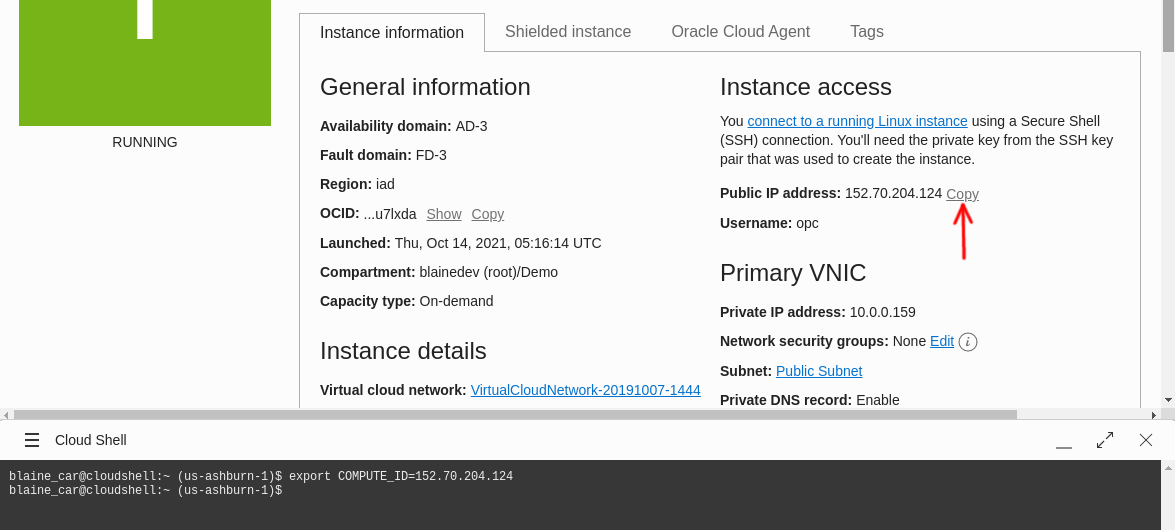 Instance information
Shielded instance
Oracle Cloud Agent
Tags
RUNNING
General information
Availability domain: AD-3
Fault domain: FD-3
Region: iad
OCID: ...u7lxda Show Copy
Launched: Thu, Oct 14, 2021, 05:16:14 UTC
Compartment: blainedev (root)/Demo
Capacity type: On-demand
Instance details
Virtual cloud network: VirtualCloudNetwork-20191007-1444
Instance access
You connect to a running Linux instance using a Secure Shell
(SSH) connection. You'll need the private key from the SSH key
pair that was used to create the instance.
Public IP address: 152.70.204.124 Copy
Username: opc
Primary VNIC
Private IP address: 10.0.0.159
Network security groups: None Edit i
Subnet: Public Subnet
Private DNS record: Enable
Cloud Shell
blaine_car@cloudshell:~ (us-ashburn-1)$ export COMPUTE_ID=152.70.204.124
blaine_car@cloudshell:~ (us-ashburn-1)$